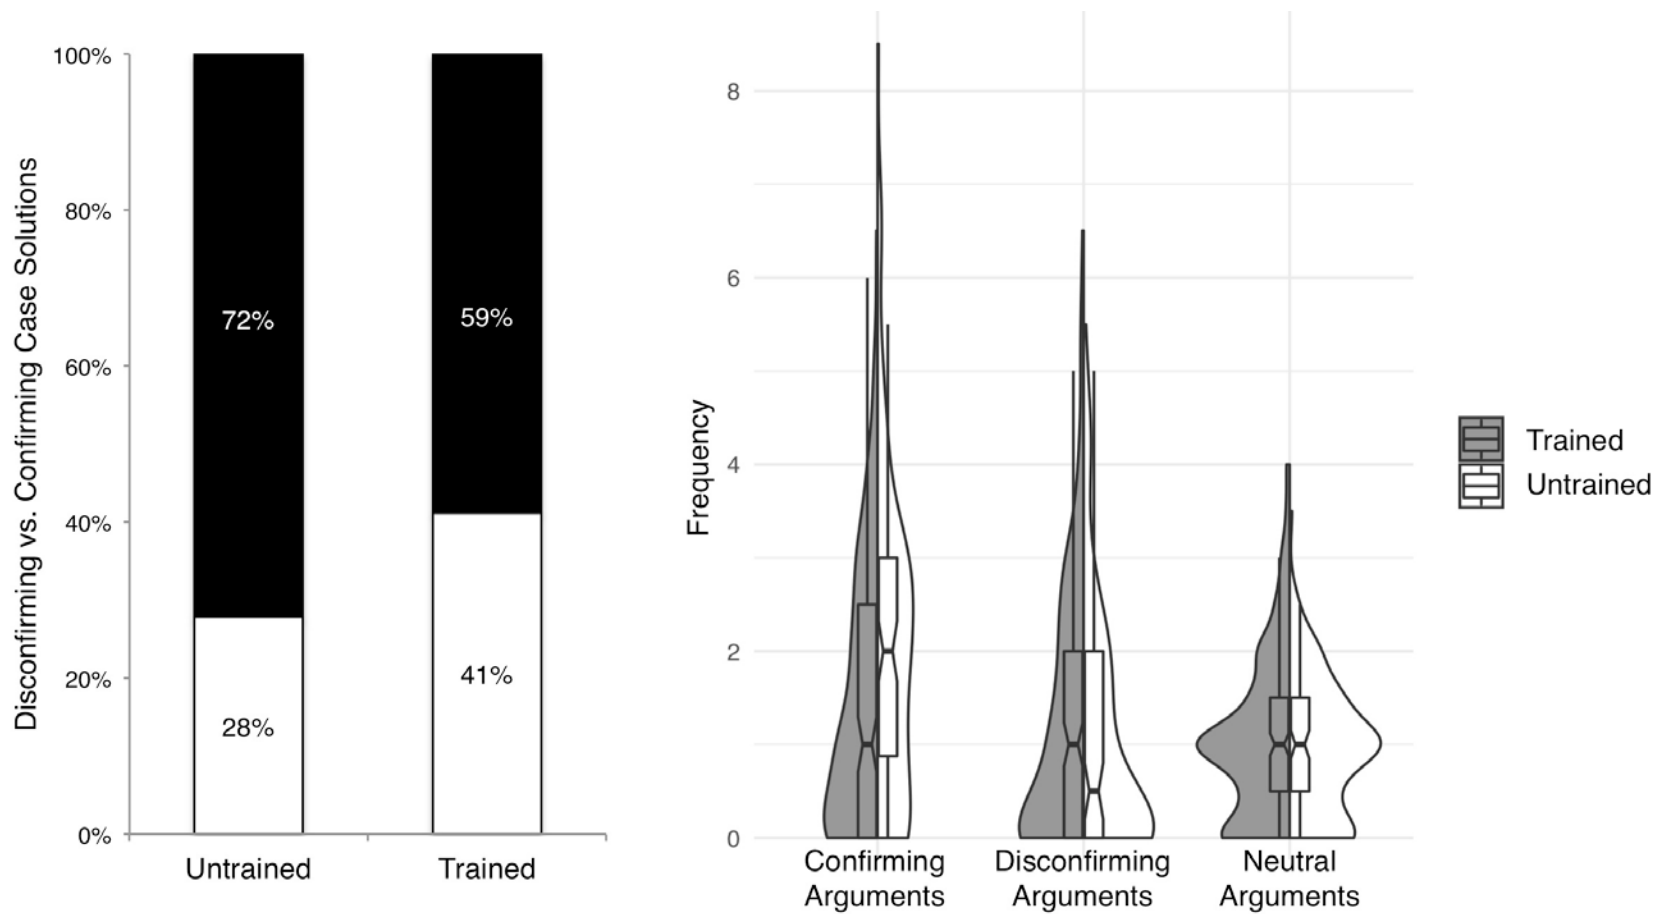 Disconfirming vs. Confirming Case Solutions
100%
80%
60%
40%
20%
0%
72%
28%
59%
41%
Untrained
Trained
Frequency
8
6
4
2
0
Confirming
Arguments
Disconfirming
Arguments
Neutral
Arguments
Trained
Untrained